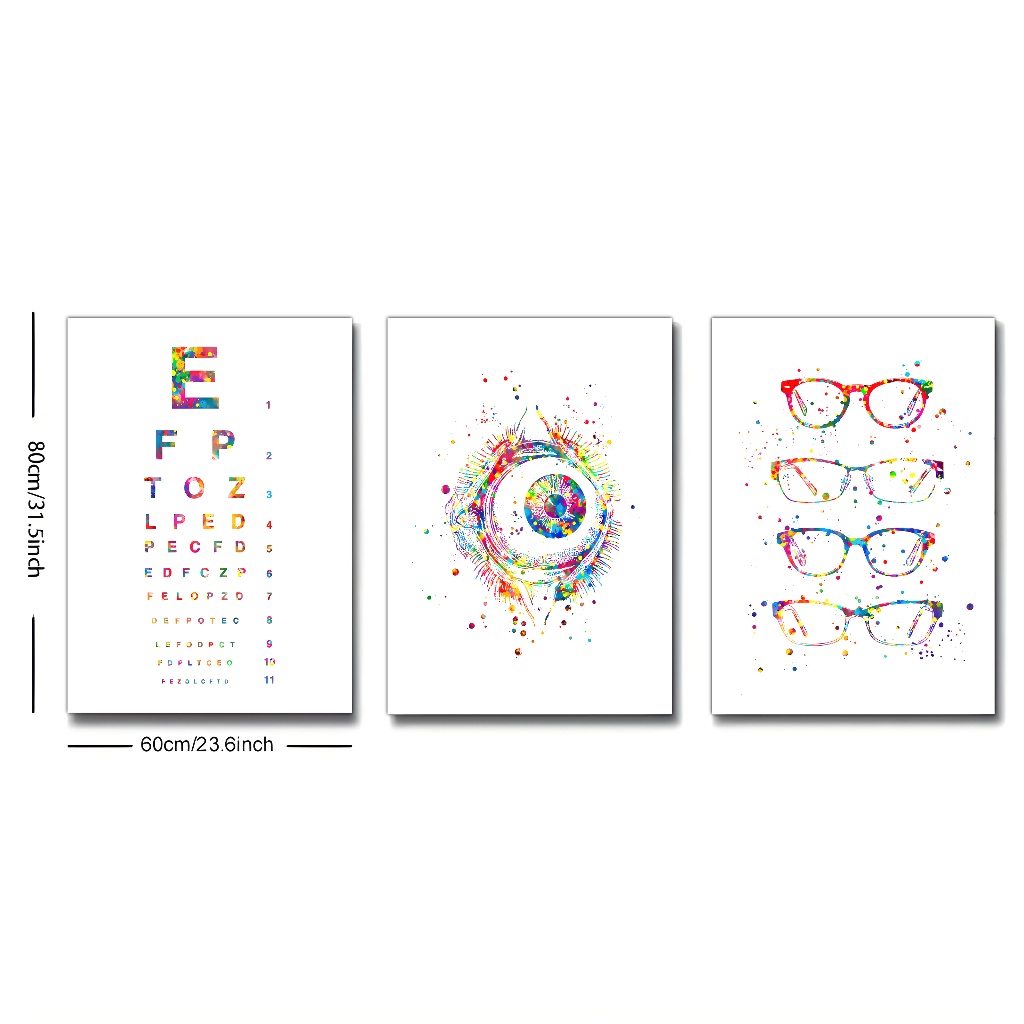 80cm/31.5inch
E 1
F P 2
T O Z 3
L P E D 4
P E C F D 5
E D F C Z P 6
F E L O P Z D 7
D E F P O T E C 8
L E F O D P C T 9
F D P L T C E O 10
P E Z O L C F T D 11
60cm/23.6inch